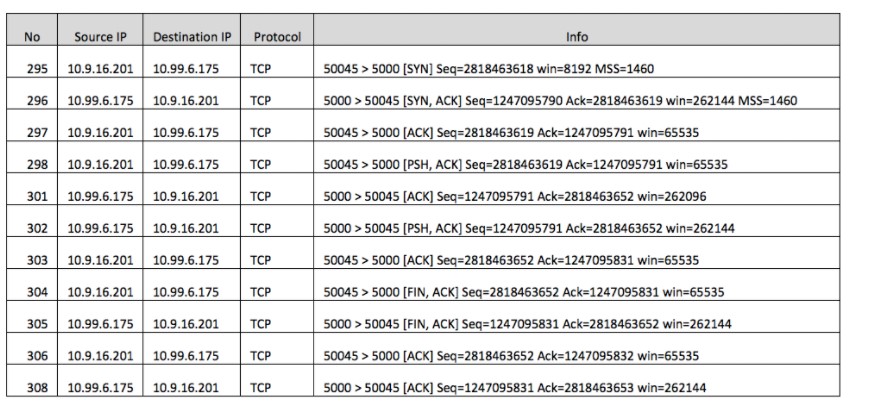 No Source IP Destination IP Protocol Info
295 10.9.16.201 10.99.6.175 TCP 50045 > 5000 [SYN] Seq=2818463618 win=8192 MSS=1460
296 10.99.6.175 10.9.16.201 TCP 5000 > 50045 [SYN, ACK] Seq=1247095790 Ack=2818463619 win=262144 MSS=1460
297 10.9.16.201 10.99.6.175 TCP 50045 > 5000 [ACK] Seq=2818463619 Ack=1247095791 win=65535
298 10.9.16.201 10.99.6.175 TCP 50045 > 5000 [PSH, ACK] Seq=2818463619 Ack=1247095791 win=65535
301 10.99.6.175 10.9.16.201 TCP 5000 > 50045 [ACK] Seq=1247095791 Ack=2818463652 win=262096
302 10.99.6.175 10.9.16.201 TCP 5000 > 50045 [PSH, ACK] Seq=1247095791 Ack=2818463652 win=262144
303 10.9.16.201 10.99.6.175 TCP 50045 > 5000 [ACK] Seq=2818463652 Ack=1247095831 win=65535
304 10.9.16.201 10.99.6.175 TCP 50045 > 5000 [FIN, ACK] Seq=2818463652 Ack=1247095831 win=65535
305 10.99.6.175 10.9.16.201 TCP 5000 > 50045 [FIN, ACK] Seq=1247095831 Ack=2818463652 win=262144
306 10.9.16.201 10.99.6.175 TCP 50045 > 5000 [ACK] Seq=2818463652 Ack=1247095832 win=65535
308 10.99.6.175 10.9.16.201 TCP 5000 > 50045 [ACK] Seq=1247095831 Ack=2818463653 win=262144